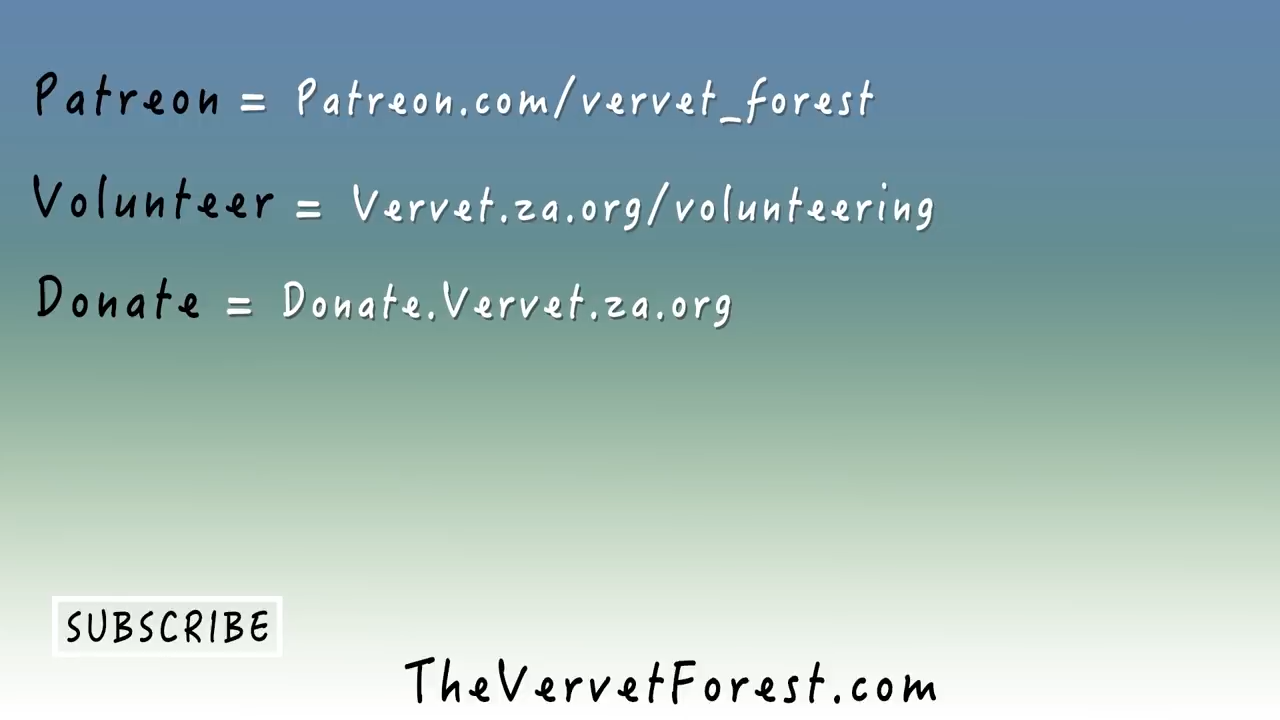 Patreon = Patreon.com/vervet_forest
Volunteer = Vervet.za.org/volunteering
Donate = Donate.Vervet.za.org
SUBSCRIBE
TheVervetForest.com